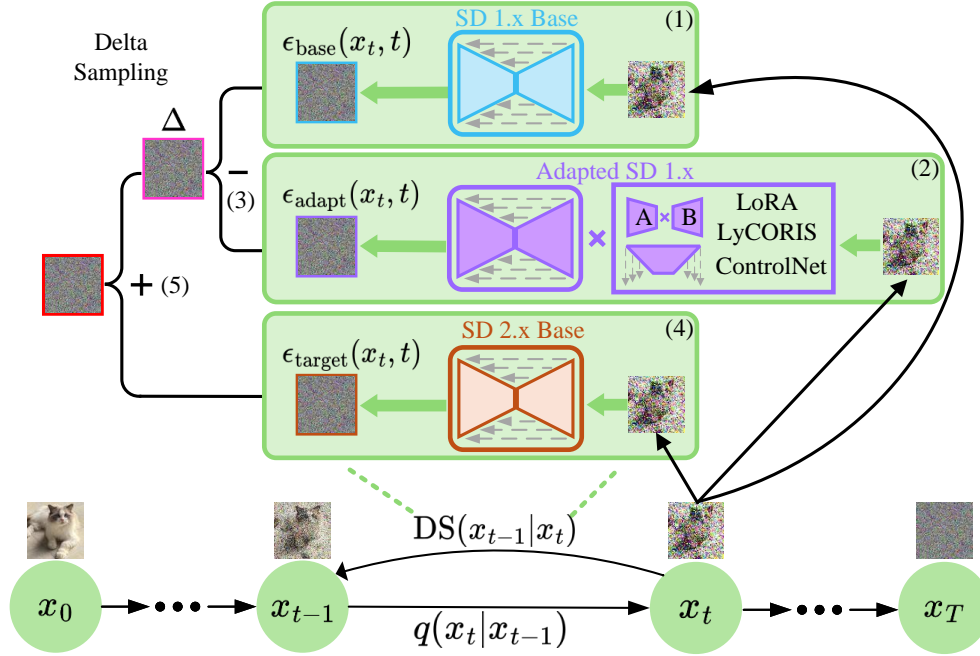 Delta
Sampling
SD 1.x Base
(1)
ϵ_base(x_t, t)
Δ
−
(3)
Adapted SD 1.x
(2)
ϵ_adapt(x_t, t)
×
A × B
LoRA
LyCORIS
ControlNet
+ (5)
SD 2.x Base
(4)
ϵ_target(x_t, t)
DS(x_{t−1}|x_t)
x_0
x_{t−1}
x_t
x_T
q(x_t|x_{t−1})